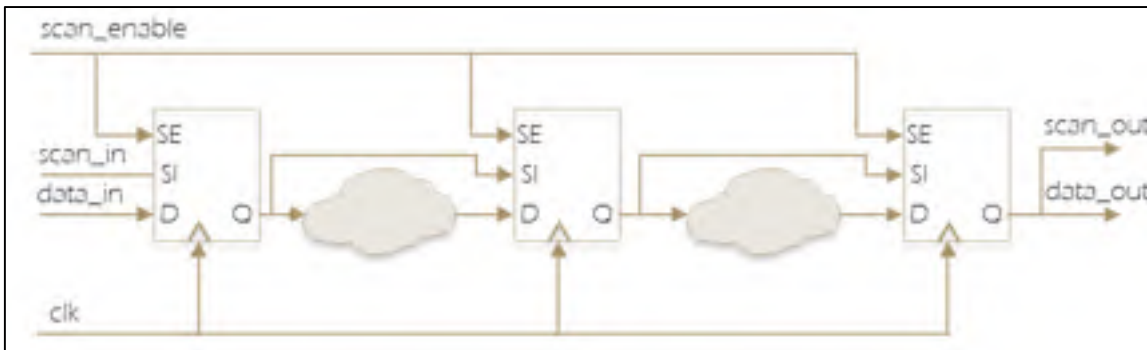 scan_enable
SE SE SE
scan_out
scan_in SI SI SI
data_in D Q D Q D Q data_out
clk